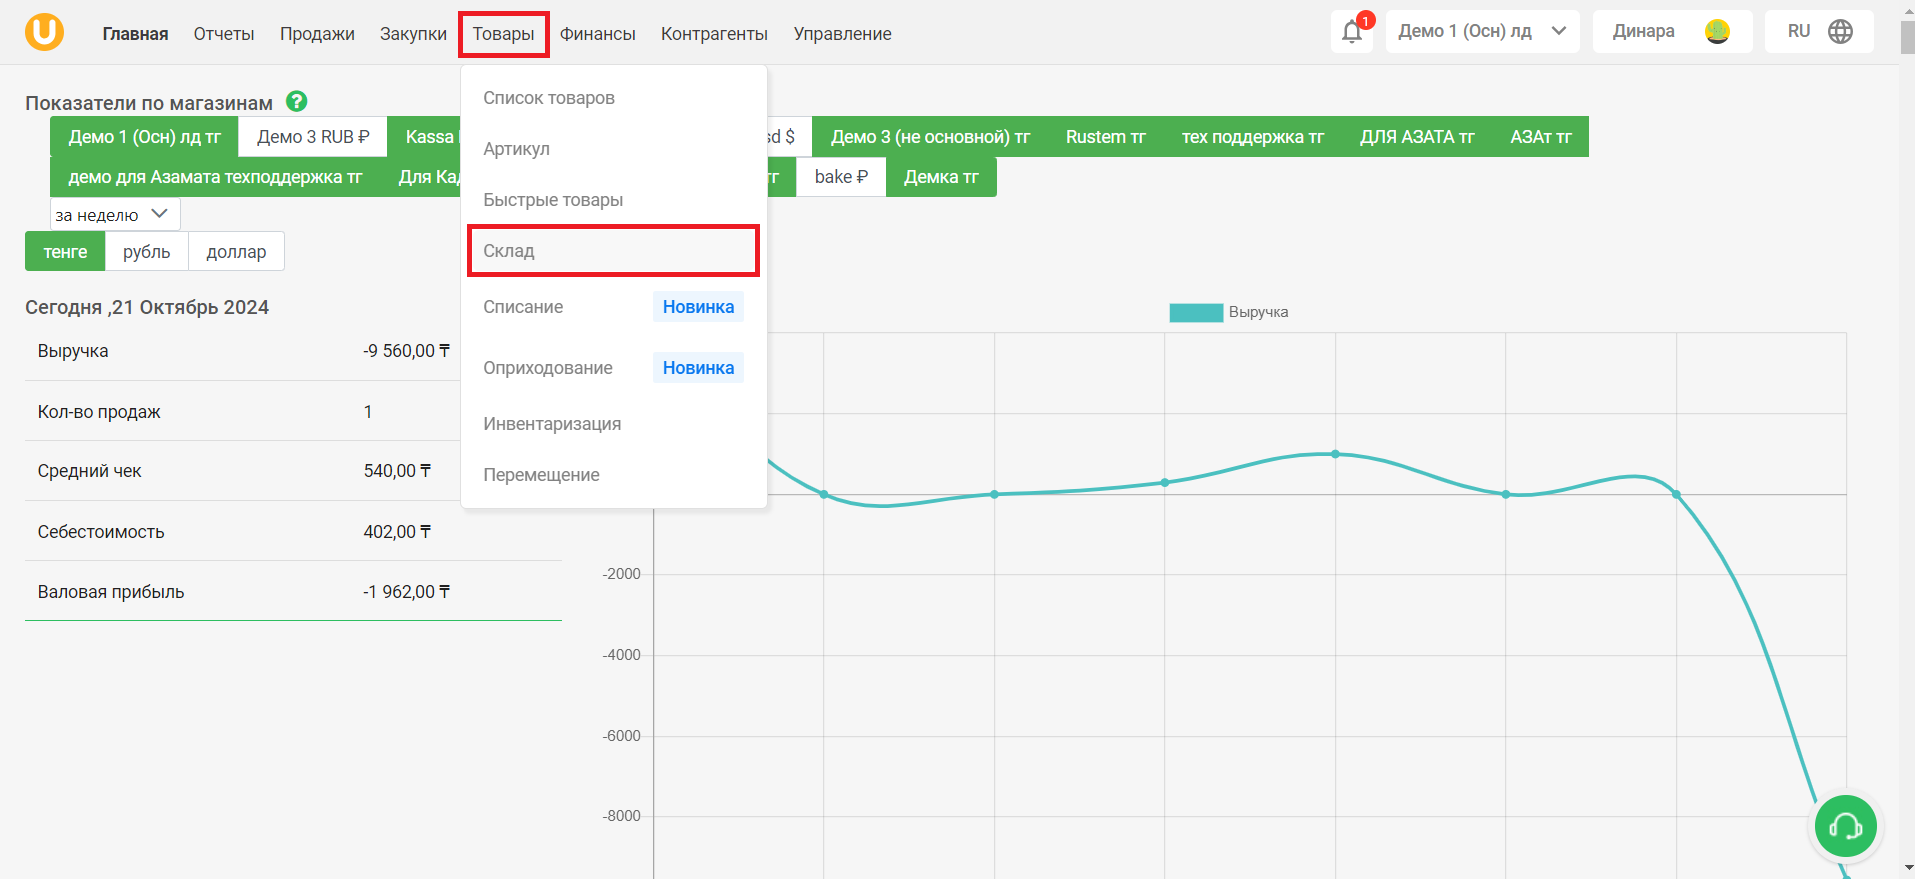 Главная Отчеты Продажи Закупки Товары Финансы Контрагенты Управление 1 Демо 1 (Осн) лд Динара RU
Показатели по магазинам ?
Демо 1 (Осн) лд тг Демо 3 RUB ₽ Kassa $ Демо 3 (не основной) тг Rustem тг тех поддержка тг ДЛЯ АЗАТА тг АЗАт тг
демо для Азамата техподдержка тг Для bake ₽ Демка тг
за неделю
тенге рубль доллар
Список товаров
Артикул
Быстрые товары
Склад
Списание Новинка
Оприходование Новинка
Инвентаризация
Перемещение
Сегодня ,21 Октябрь 2024
Выручка -9 560,00 ₸
Кол-во продаж 1
Средний чек 540,00 ₸
Себестоимость 402,00 ₸
Валовая прибыль -1 962,00 ₸
Выручка
-2000
-4000
-6000
-8000